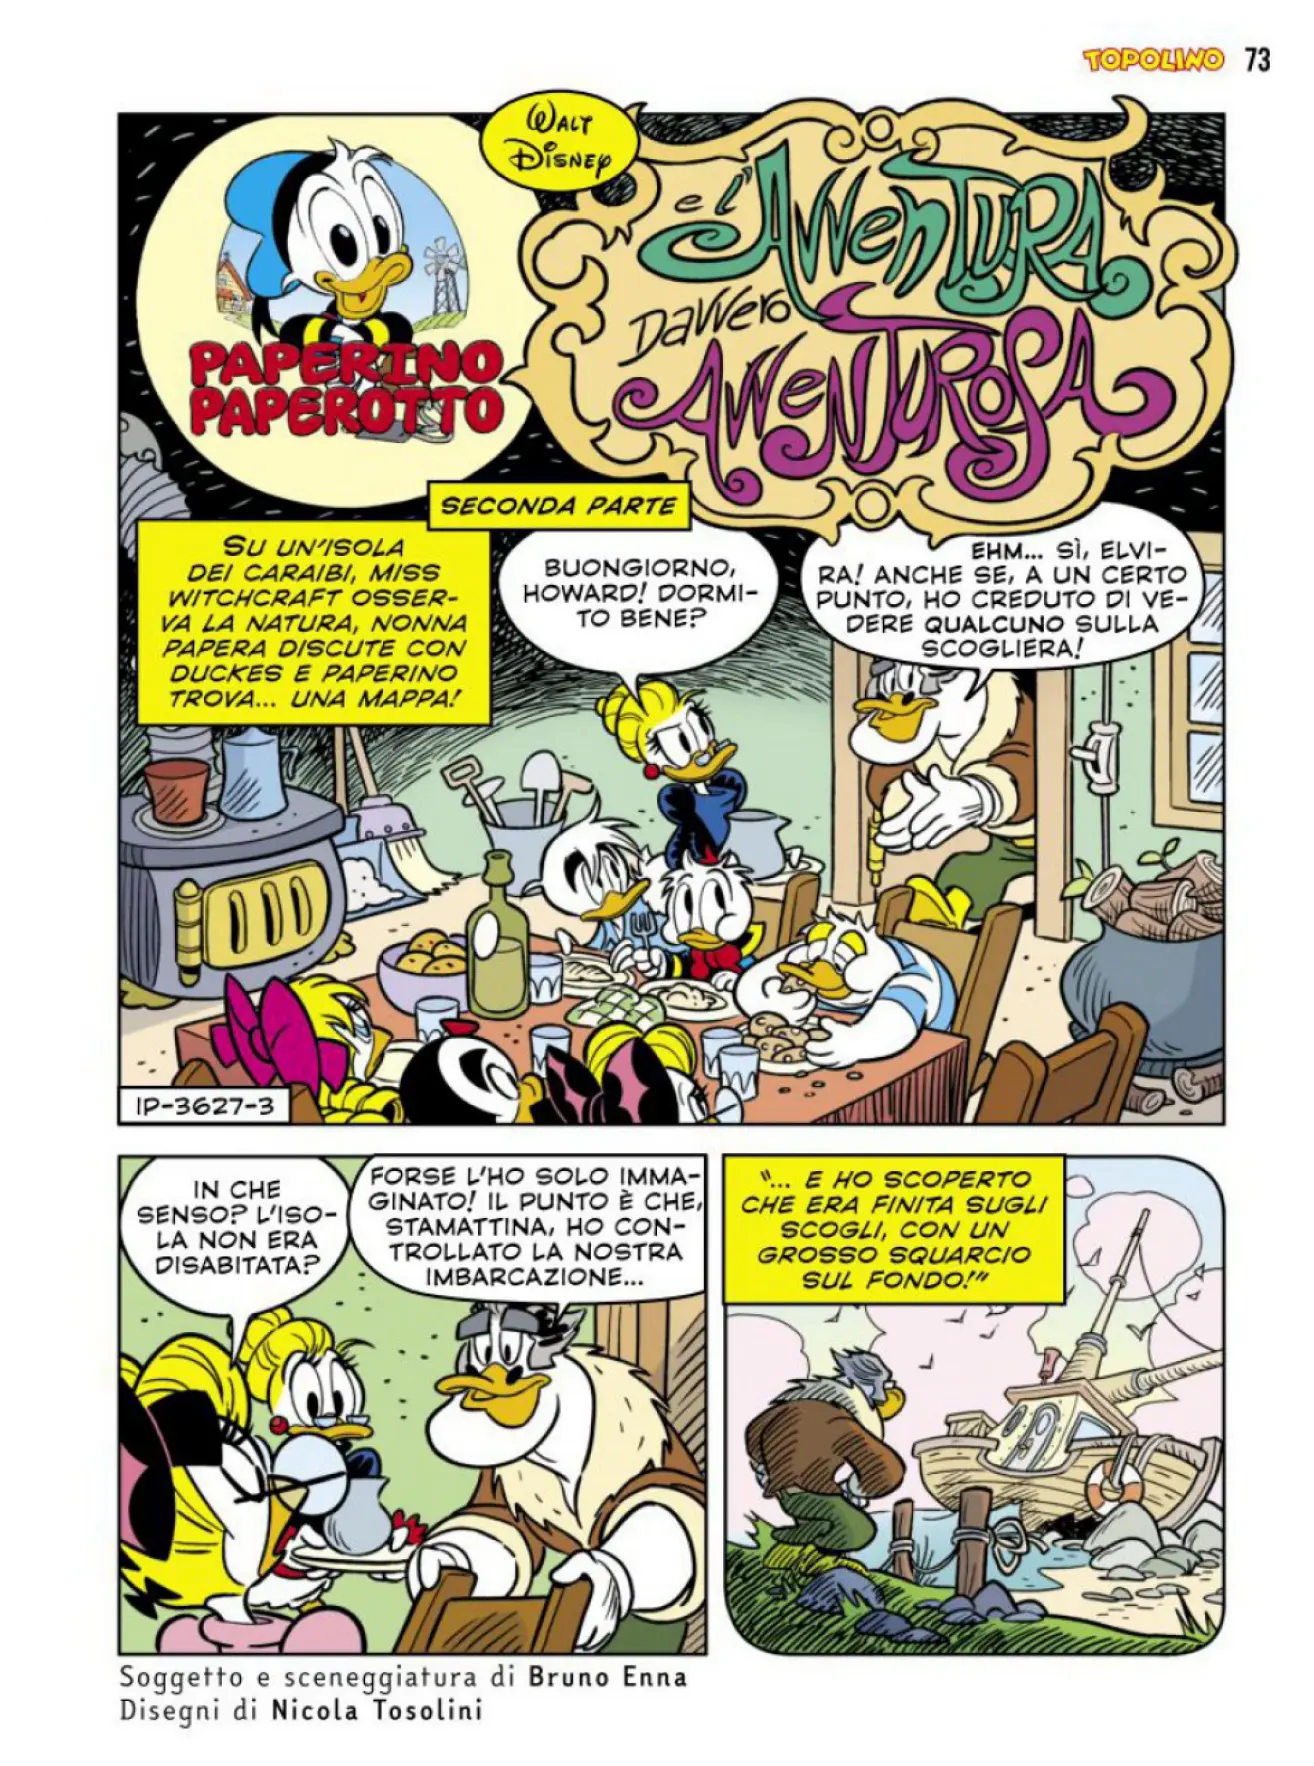 TOPOLINO 73
WALT
DISNEY
PAPERINO
PAPEROTTO
e l'AVVENTURA
DAVVERO
AVVENTUROSA
SECONDA PARTE
SU UN'ISOLA
DEI CARAIBI, MISS
WITCHCRAFT OSSER-
VA LA NATURA, NONNA
PAPERA DISCUTE CON
DUCKES E PAPERINO
TROVA... UNA MAPPA!
BUONGIORNO,
HOWARD! DORMI-
TO BENE?
EHM... SÌ, ELVI-
RA! ANCHE SE, A UN CERTO
PUNTO, HO CREDUTO DI VE-
DERE QUALCUNO SULLA
SCOGLIERA!
IP-3627-3
IN CHE
SENSO? L'ISO-
LA NON ERA
DISABITATA?
FORSE L'HO SOLO IMMA-
GINATO! IL PUNTO È CHE,
STAMATTINA, HO CON-
TROLLATO LA NOSTRA
IMBARCAZIONE...
"... E HO SCOPERTO
CHE ERA FINITA SUGLI
SCOGLI, CON UN
GROSSO SQUARCIO
SUL FONDO!"
Soggetto e sceneggiatura di Bruno Enna
Disegni di Nicola Tosolini